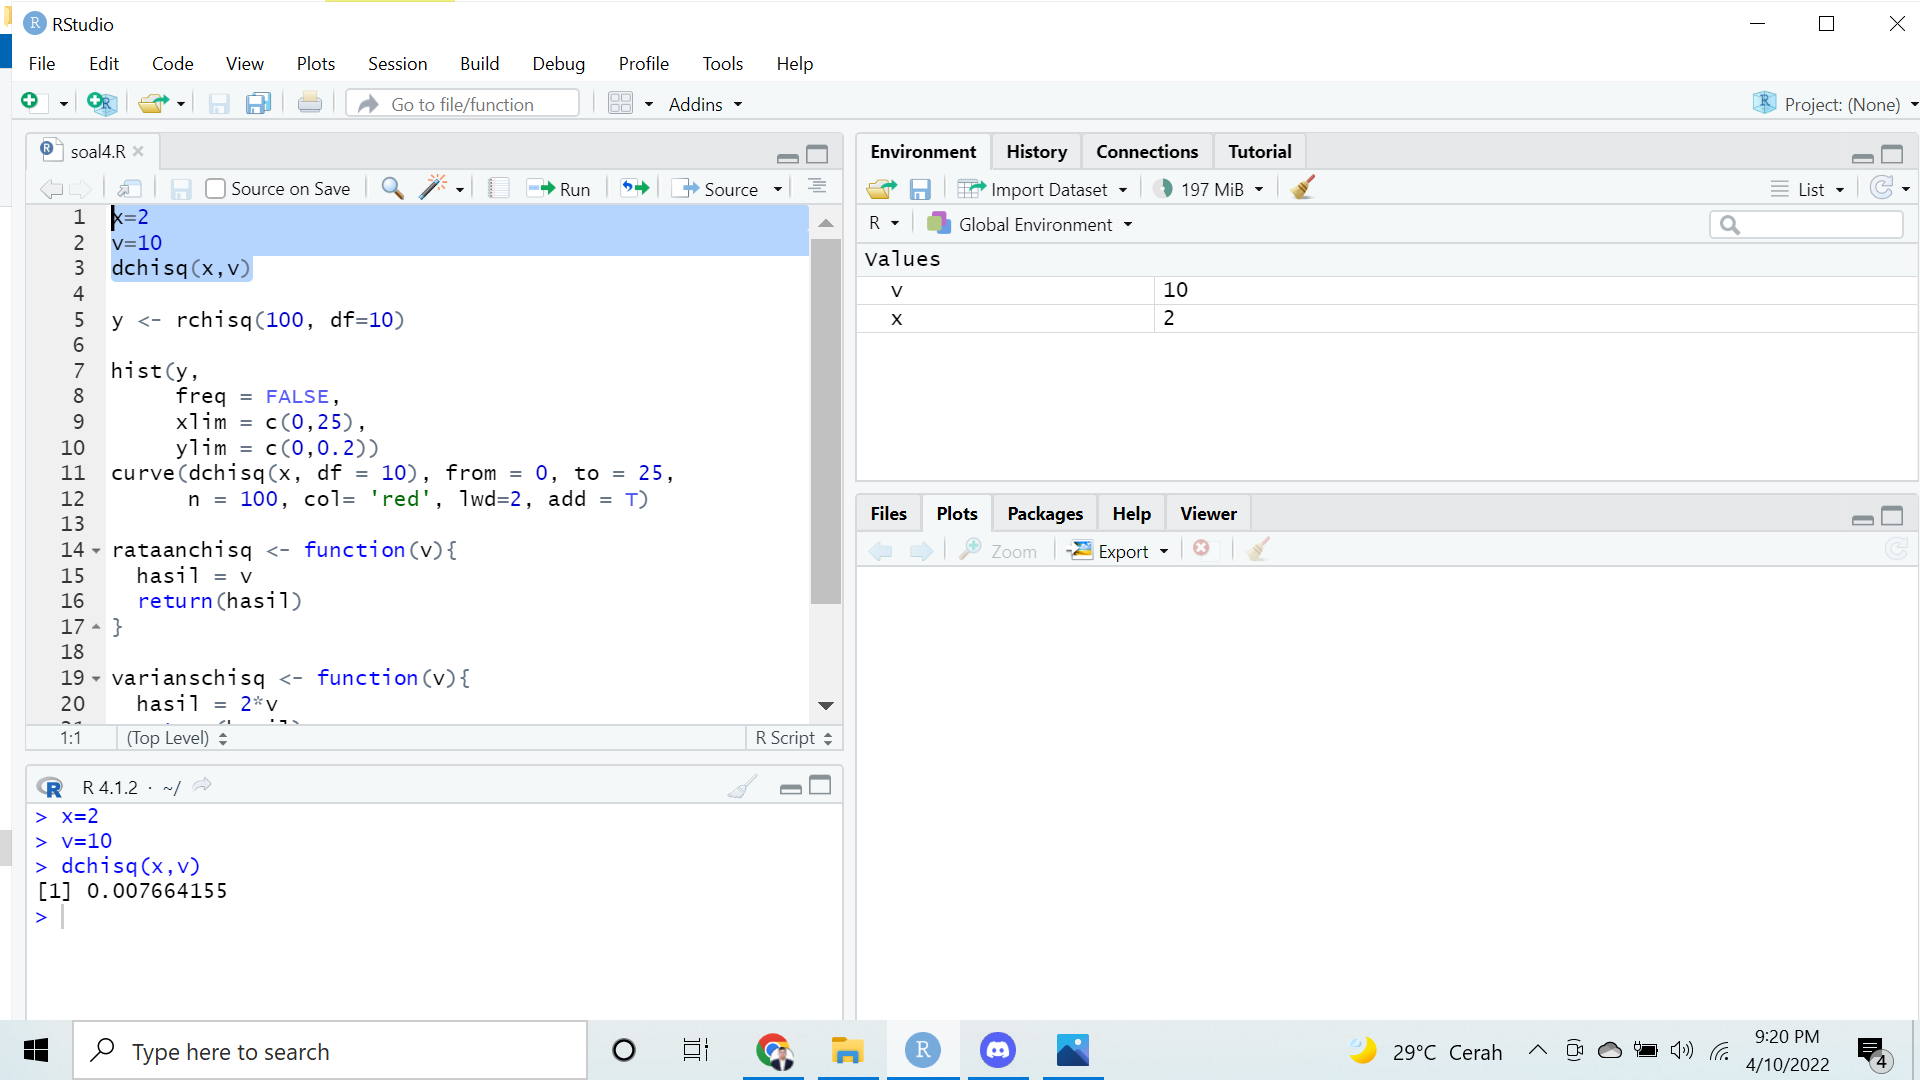 RStudio
File Edit Code View Plots Session Build Debug Profile Tools Help
Go to file/function Addins Project: (None)
soal4.R
Source on Save Run Source
1 x=2
2 v=10
3 dchisq(x,v)
4
5 y <- rchisq(100, df=10)
6
7 hist(y,
8 freq = FALSE,
9 xlim = c(0,25),
10 ylim = c(0,0.2))
11 curve(dchisq(x, df = 10), from = 0, to = 25,
12 n = 100, col= 'red', lwd=2, add = T)
13
14 rataanchisq <- function(v){
15 hasil = v
16 return(hasil)
17 }
18
19 varianschisq <- function(v){
20 hasil = 2*v
1:1 (Top Level) R Script
R 4.1.2 · ~/
> x=2
> v=10
> dchisq(x,v)
[1] 0.007664155
>
Environment History Connections Tutorial
Import Dataset 197 MiB List
R Global Environment
Values
v 10
x 2
Files Plots Packages Help Viewer
Zoom Export
Type here to search
29°C Cerah
9:20 PM
4/10/2022
4